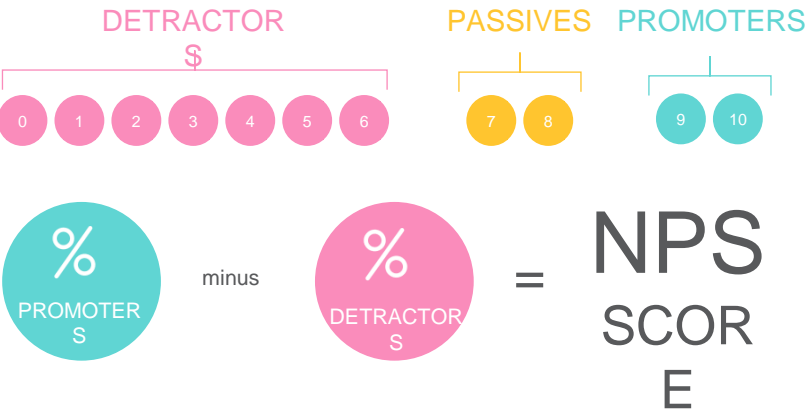 DETRACTOR
$
PASSIVES
PROMOTERS
0 1 2 3 4 5 6 7 8 9 10
%
PROMOTER
S
minus
%
DETRACTOR
S
=
NPS
SCOR
E